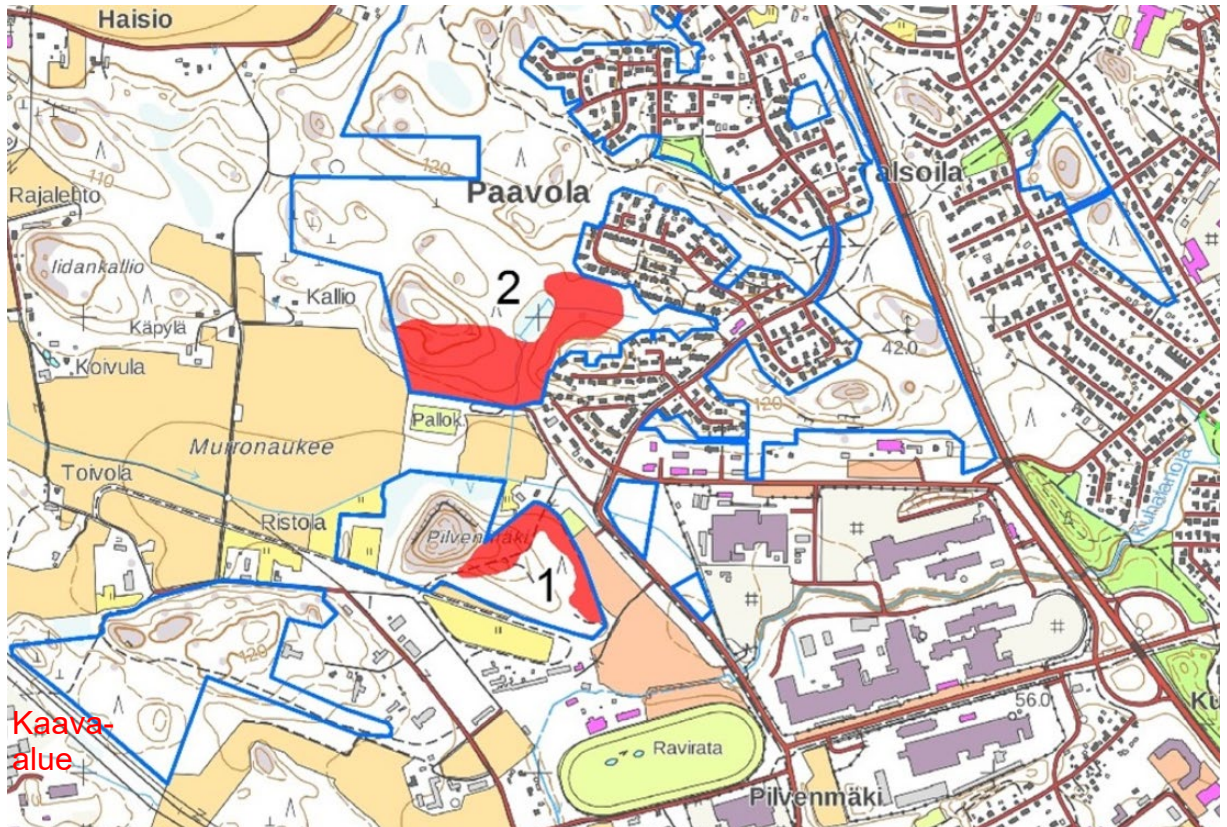 Haisio
120
110
Rajalehto
Paavola
Talsoila
Iidankallio
Kallio
2
Käpylä
Koivula
42.0
120
Pallok.
Murronaukee
Toivola
Ristola
Pilvenmäki
1
120
Kaava-
alue
Ravirata
56.0
Pilvenmäki